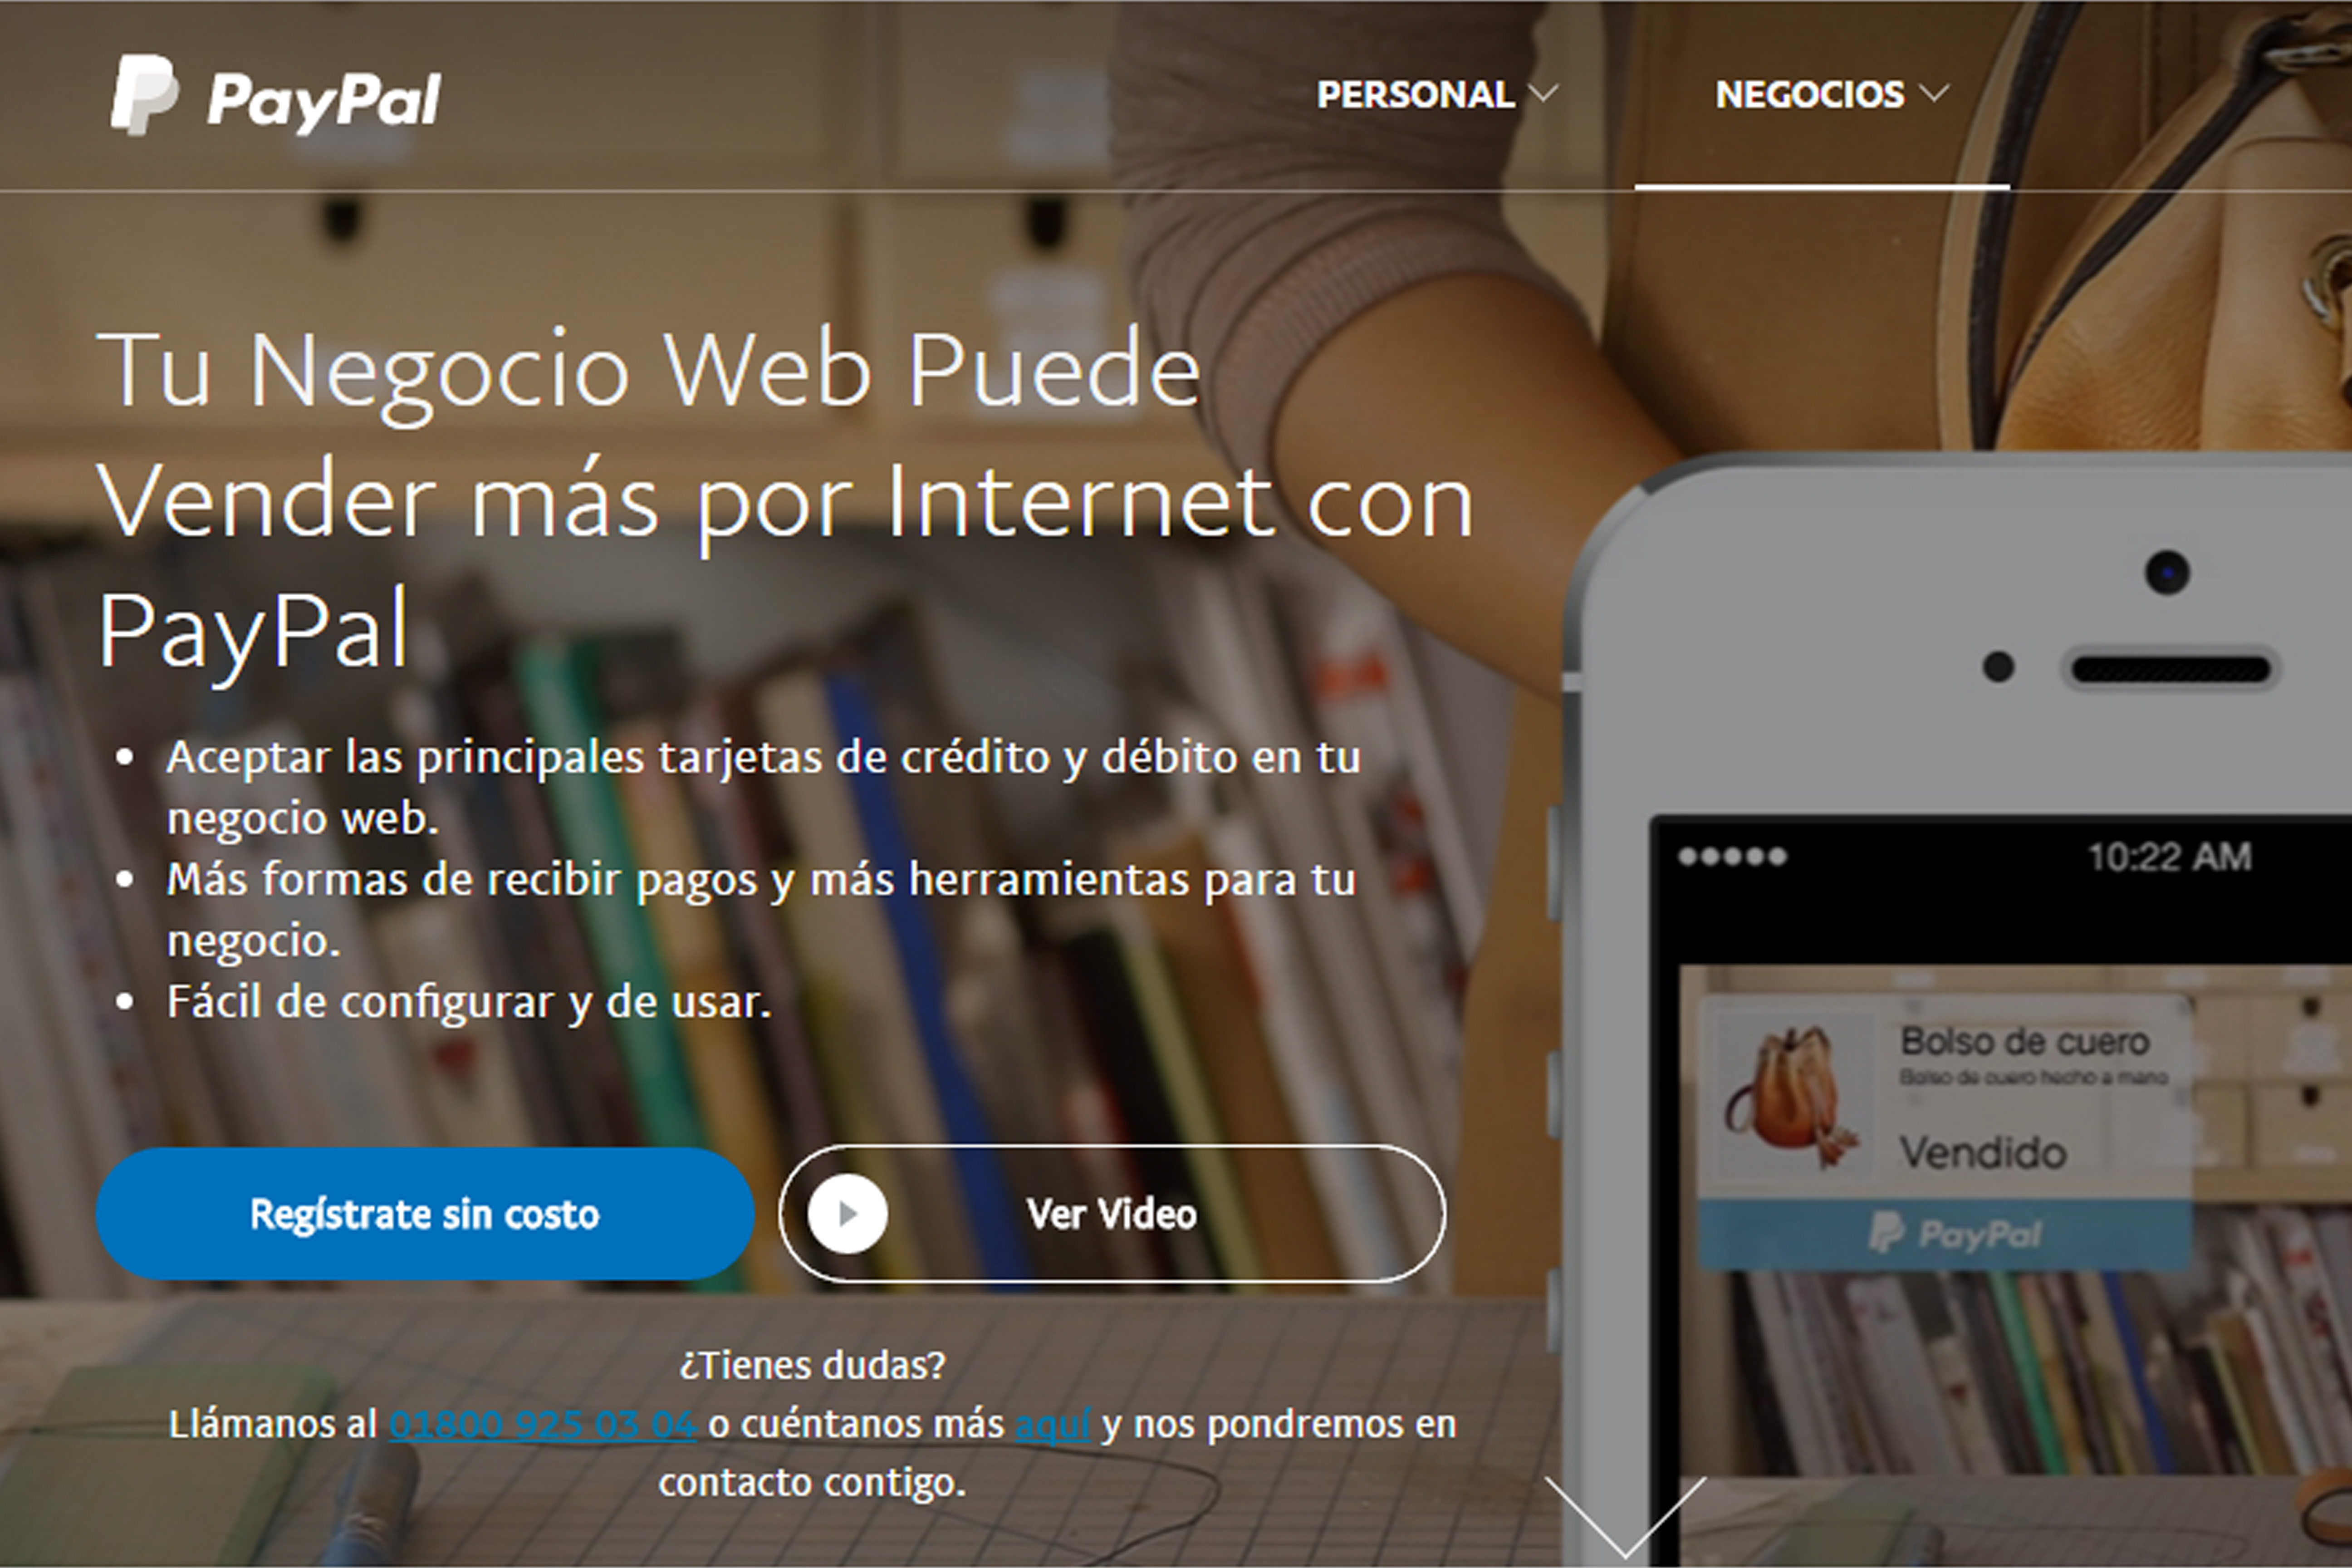 PayPal
PERSONAL
NEGOCIOS
Tu Negocio Web Puede
Vender más por Internet con
PayPal
• Aceptar las principales tarjetas de crédito y débito en tu
negocio web.
• Más formas de recibir pagos y más herramientas para tu
negocio.
• Fácil de configurar y de usar.
Regístrate sin costo
Ver Video
¿Tienes dudas?
Llámanos al 01800 925 03 04 o cuéntanos más aquí y nos pondremos en
contacto contigo.
10:22 AM
Bolso de cuero
Bolso de cuero hecho a mano
Vendido
PayPal